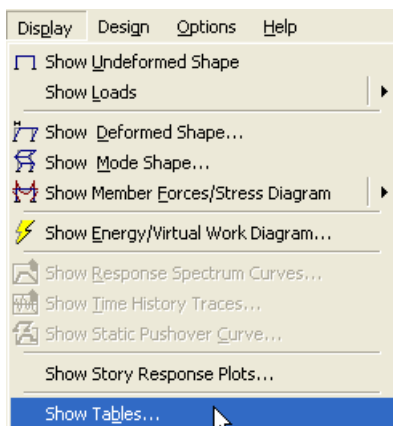 Display Design Options Help
Show Undeformed Shape
Show Loads
Show Deformed Shape...
Show Mode Shape...
Show Member Forces/Stress Diagram
Show Energy/Virtual Work Diagram...
Show Response Spectrum Curves...
Show Time History Traces...
Show Static Pushover Curve...
Show Story Response Plots...
Show Tables...